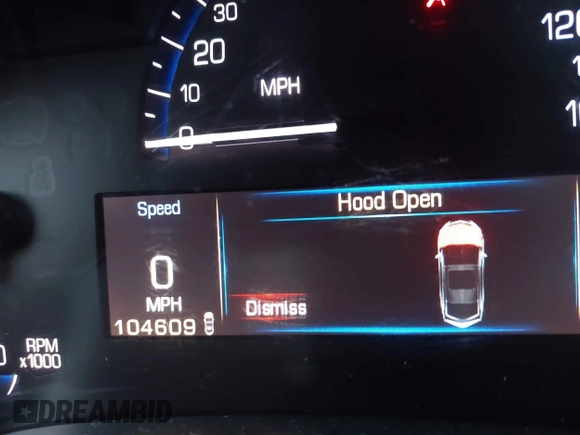 30
20
10
0
MPH
120
Speed
0
MPH
104609
Hood Open
Dismiss
RPM
x1000
DREAMBID